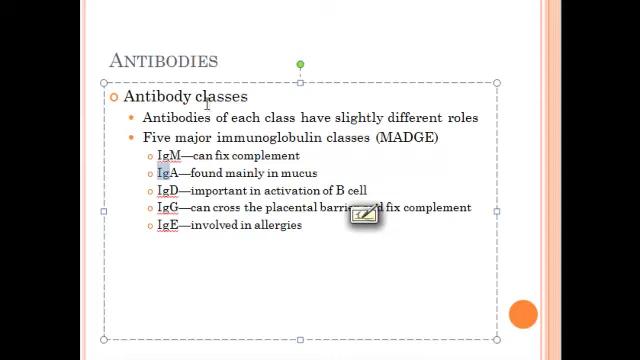 ANTIBODIES
Antibody classes
Antibodies of each class have slightly different roles
Five major immunoglobulin classes (MADGE)
IgM—can fix complement
IgA—found mainly in mucus
IgD—important in activation of B cell
IgG—can cross the placental fix complement
IgE—involved in allergies